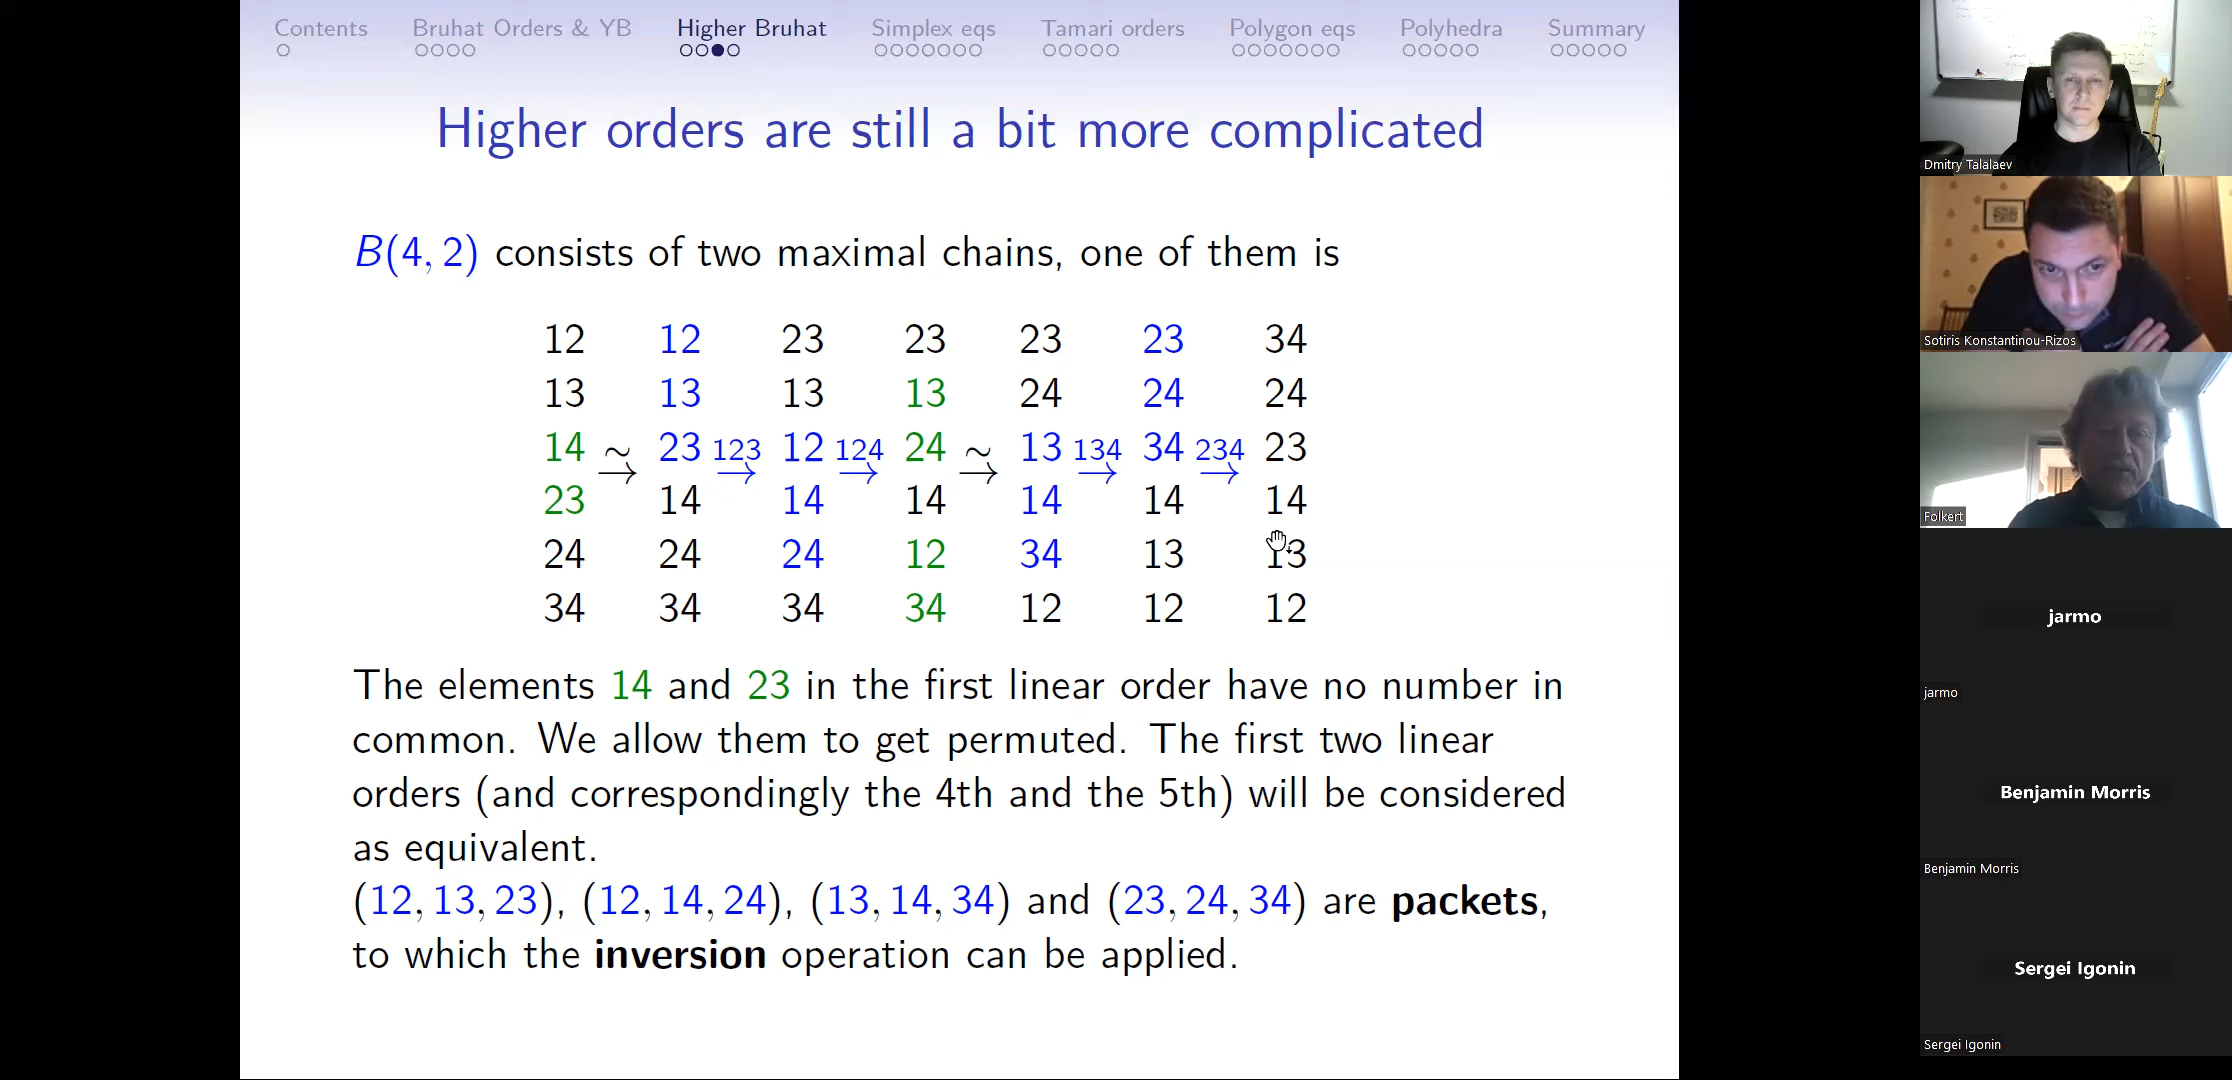 Contents Bruhat Orders & YB Higher Bruhat Simplex eqs Tamari orders Polygon eqs Polyhedra Summary
Higher orders are still a bit more complicated
B(4, 2) consists of two maximal chains, one of them is
12 12 23 23 23 23 34
13 13 13 13 24 24 24
14 ∼→ 23 123→ 12 124→ 24 ∼→ 13 134→ 34 234→ 23
23 14 14 14 14 14 14
24 24 24 12 34 13 13
34 34 34 34 12 12 12
The elements 14 and 23 in the first linear order have no number in
common. We allow them to get permuted. The first two linear
orders (and correspondingly the 4th and the 5th) will be considered
as equivalent.
(12, 13, 23), (12, 14, 24), (13, 14, 34) and (23, 24, 34) are packets,
to which the inversion operation can be applied.
Dmitry Talalaev
Sotiris Konstantinou-Rizos
Folkert
jarmo
jarmo
Benjamin Morris
Benjamin Morris
Sergei Igonin
Sergei Igonin